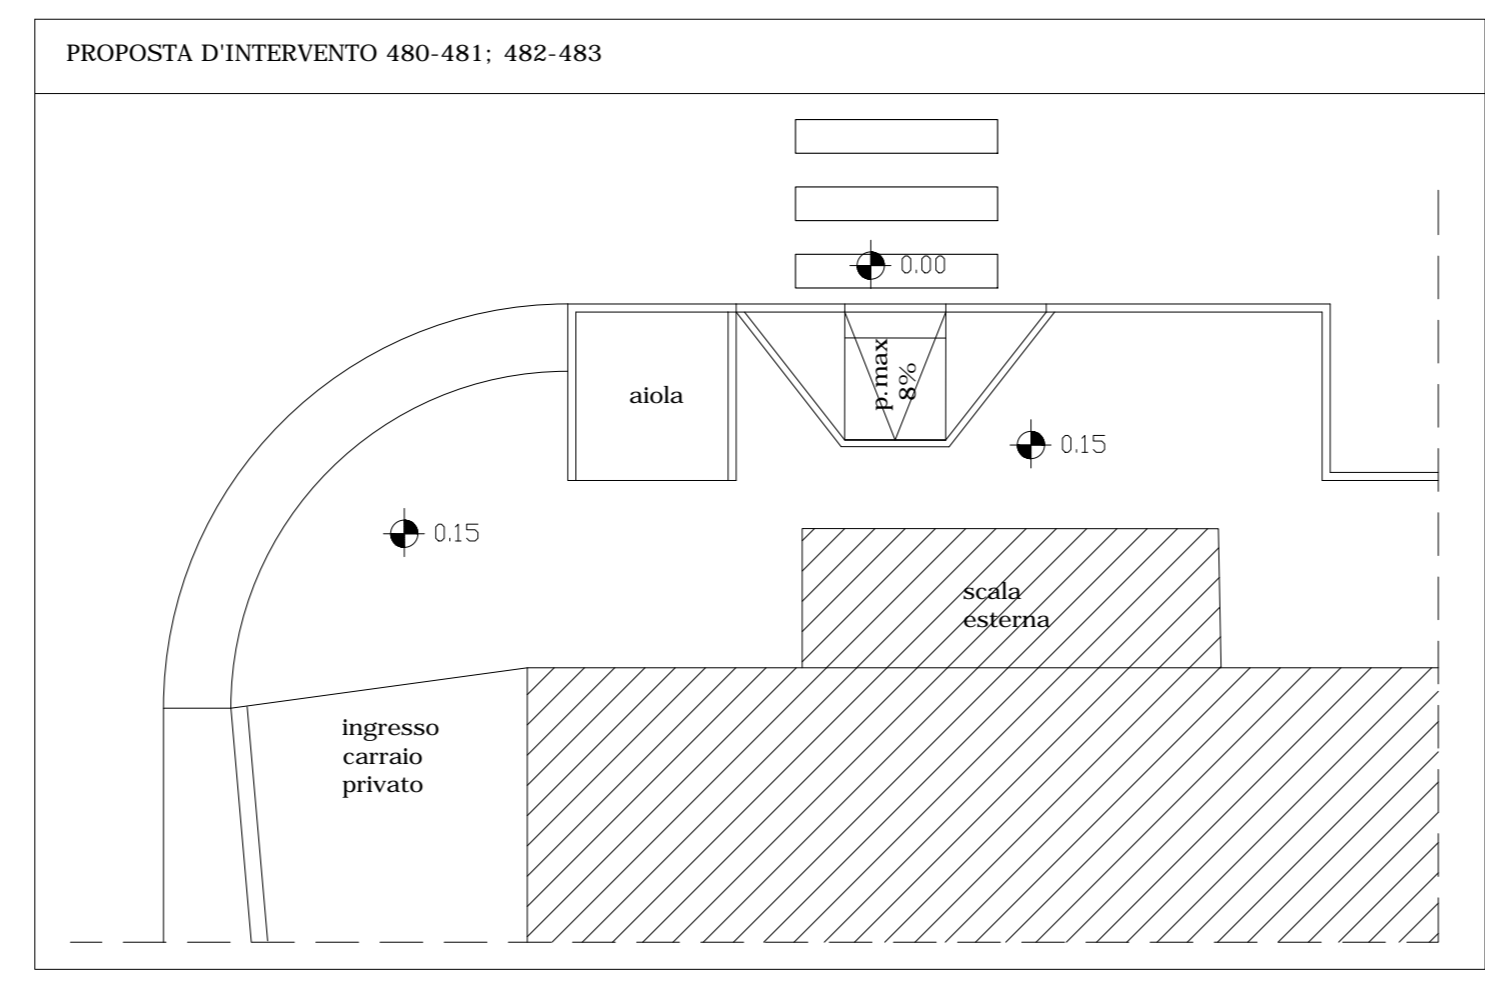 PROPOSTA D'INTERVENTO 480-481; 482-483
0.00
p.max
8%
aiola
0.15
0.15
scala
esterna
ingresso
carraio
privato